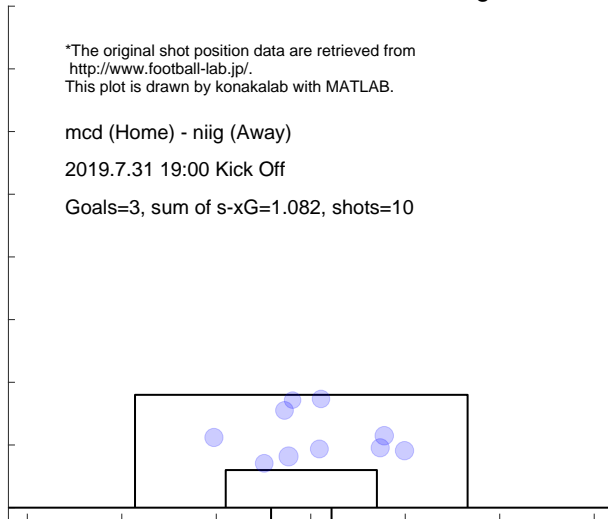 *The original shot position data are retrieved from
http://www.football-lab.jp/.
This plot is drawn by konakalab with MATLAB.
mcd (Home) - niig (Away)
2019.7.31 19:00 Kick Off
Goals=3, sum of s-xG=1.082, shots=10